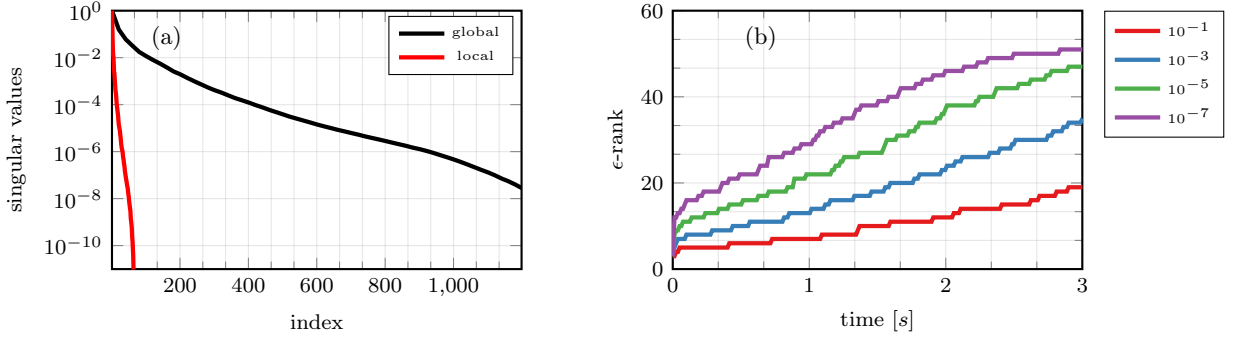 (a)
global
local
10⁰
10⁻²
10⁻⁴
10⁻⁶
10⁻⁸
10⁻¹⁰
singular values
200
400
600
800
1,000
index
(b)
60
40
20
0
ϵ-rank
0
1
2
3
time [s]
10⁻¹
10⁻³
10⁻⁵
10⁻⁷